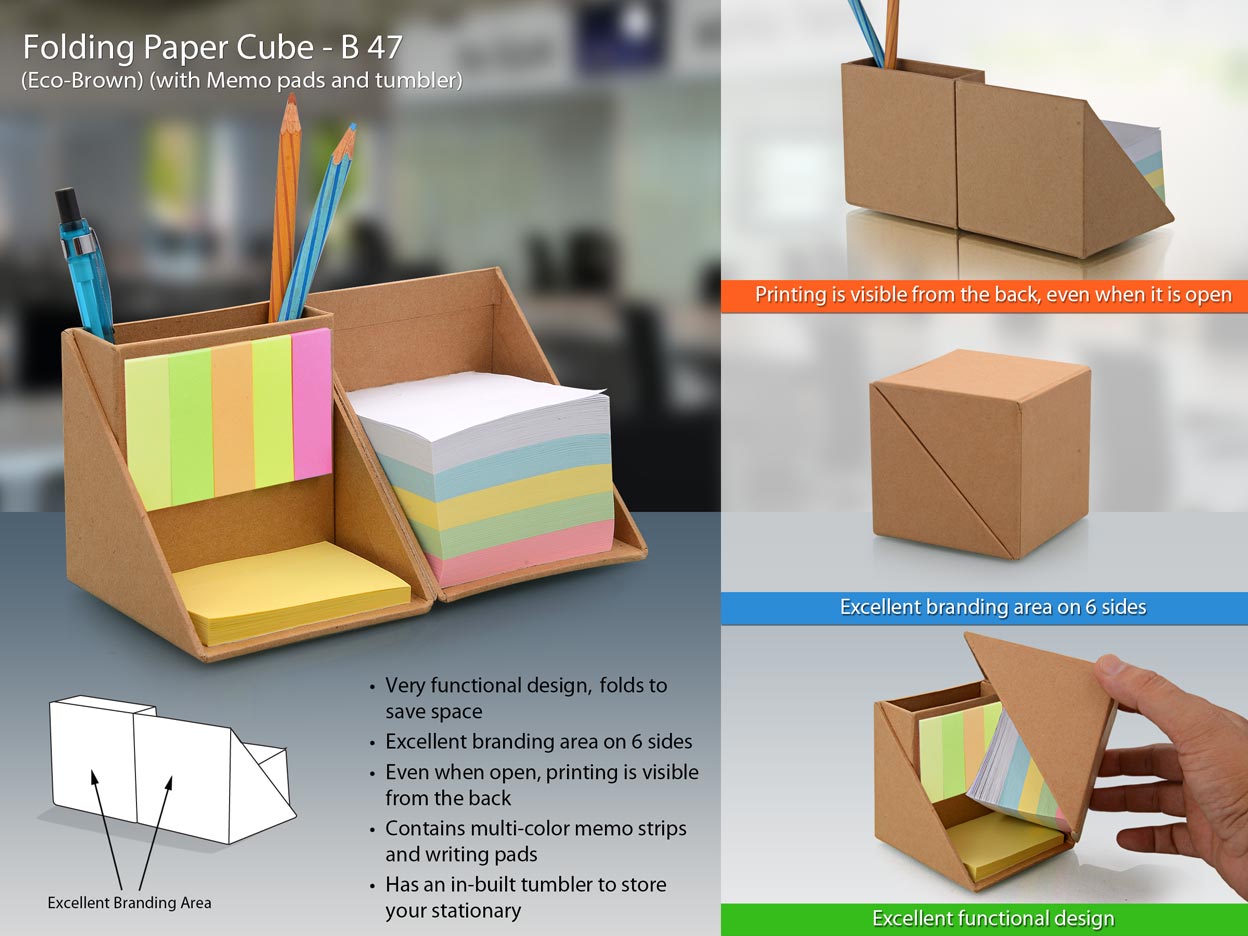 Folding Paper Cube - B 47
(Eco-Brown) (with Memo pads and tumbler)
Printing is visible from the back, even when it is open
Excellent branding area on 6 sides
• Very functional design,  folds to
save space
• Excellent branding area on 6 sides
• Even when open, printing is visible
from the back
• Contains multi-color memo strips
and writing pads
• Has an in-built tumbler to store
your stationary
Excellent Branding Area
Excellent functional design